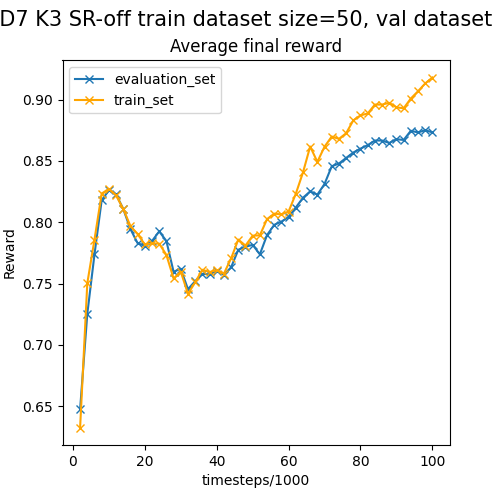 D7 K3 SR-off train dataset size=50, val dataset
Average final reward
evaluation_set
train_set
0.90
0.85
0.80
0.75
0.70
0.65
Reward
0 20 40 60 80 100
timesteps/1000